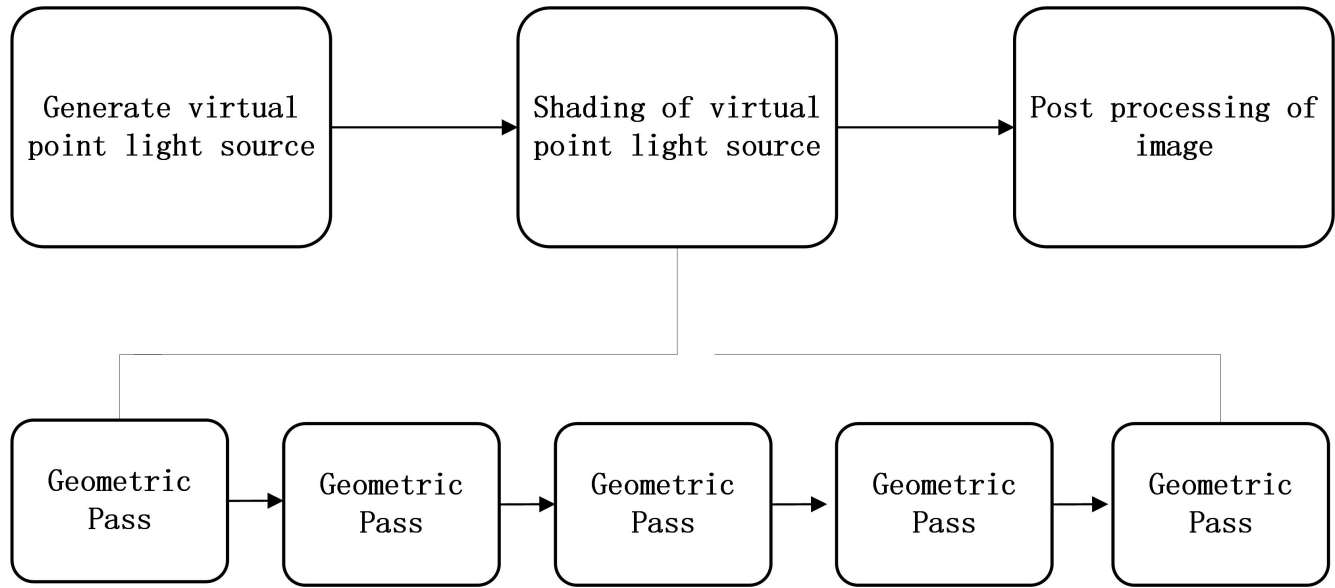 Generate virtual
point light source
Shading of virtual
point light source
Post processing of
image
Geometric
Pass
Geometric
Pass
Geometric
Pass
Geometric
Pass
Geometric
Pass